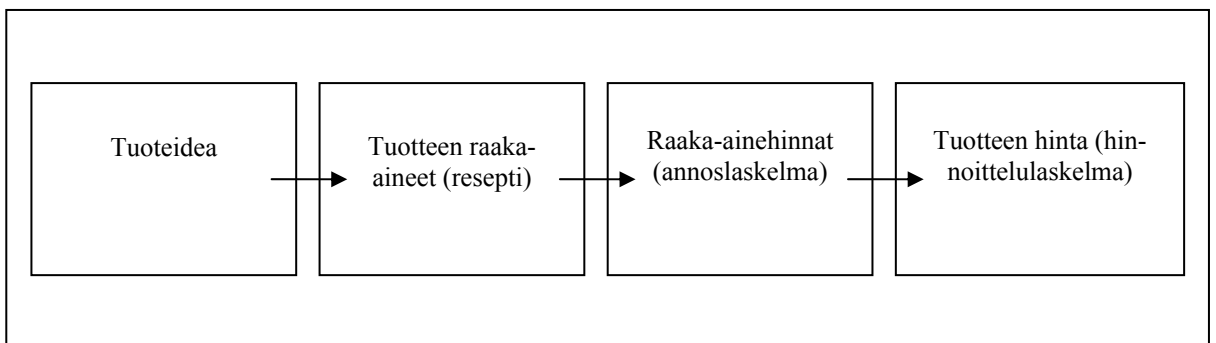 Tuoteidea
Tuotteen raaka-
aineet (resepti)
Raaka-ainehinnat
(annoslaskelma)
Tuotteen hinta (hin-
noittelulaskelma)